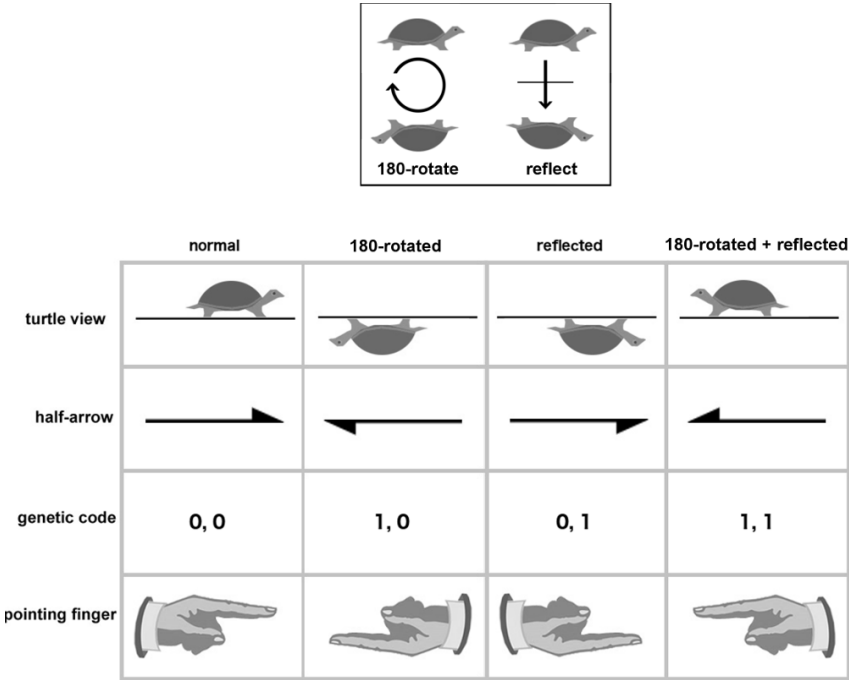 180-rotate reflect
normal 180-rotated reflected 180-rotated + reflected
turtle view
half-arrow
genetic code 0, 0 1, 0 0, 1 1, 1
pointing finger